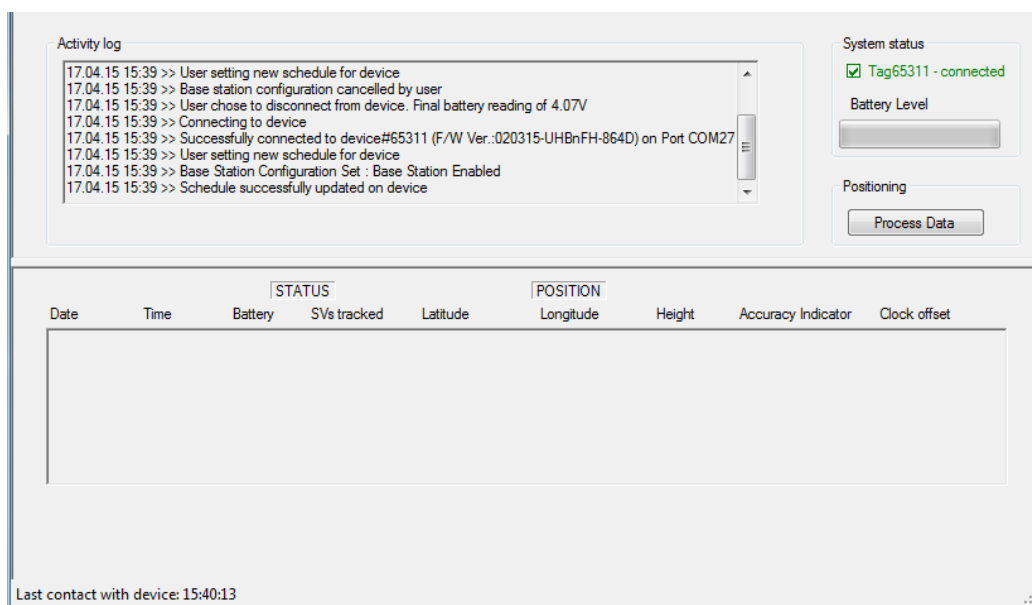 Activity log
17.04.15 15:39 >> User setting new schedule for device
17.04.15 15:39 >> Base station configuration cancelled by user
17.04.15 15:39 >> User chose to disconnect from device. Final battery reading of 4.07V
17.04.15 15:39 >> Connecting to device
17.04.15 15:39 >> Successfully connected to device#65311 (F/W Ver.:020315-UHBnFH-864D) on Port COM27
17.04.15 15:39 >> User setting new schedule for device
17.04.15 15:39 >> Base Station Configuration Set : Base Station Enabled
17.04.15 15:39 >> Schedule successfully updated on device
System status
Tag65311 - connected
Battery Level
Positioning
Process Data
STATUS POSITION
Date Time Battery SVs tracked Latitude Longitude Height Accuracy Indicator Clock offset
Last contact with device: 15:40:13